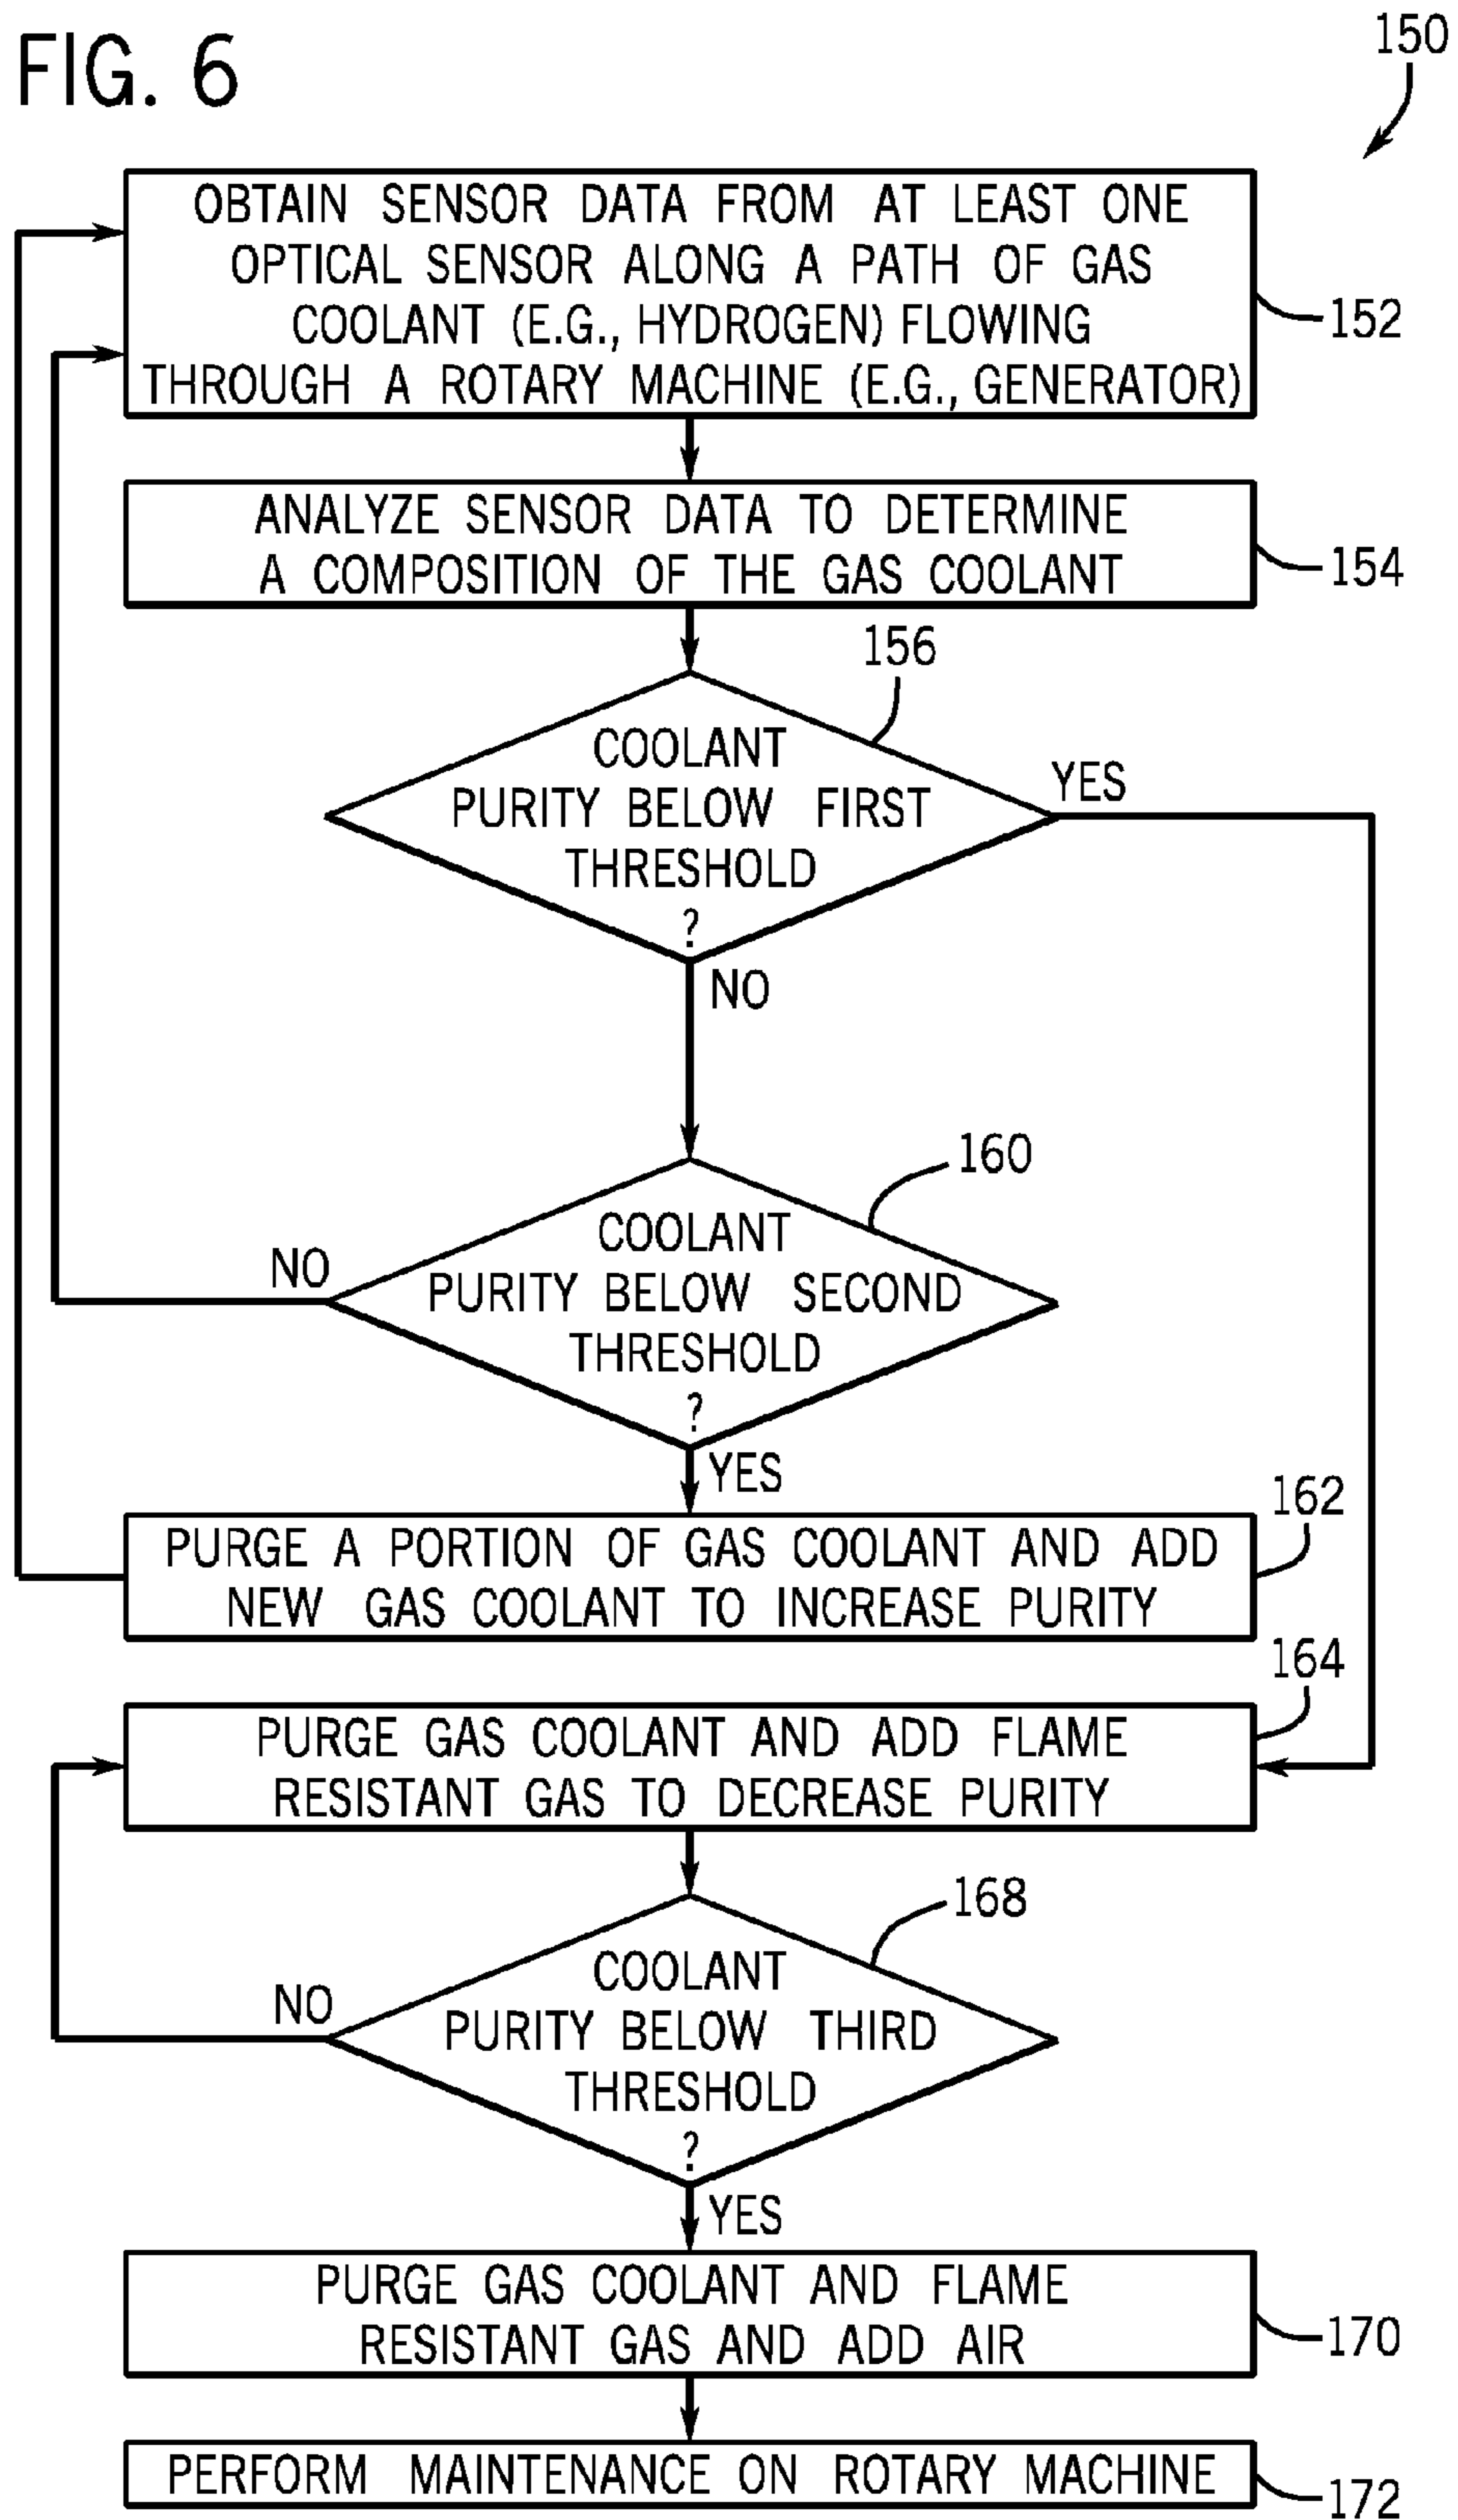 FIG. 6
150
OBTAIN SENSOR DATA FROM AT LEAST ONE
OPTICAL SENSOR ALONG A PATH OF GAS
COOLANT (E.G., HYDROGEN) FLOWING
THROUGH A ROTARY MACHINE (E.G., GENERATOR)
152
ANALYZE SENSOR DATA TO DETERMINE
A COMPOSITION OF THE GAS COOLANT
154
156
COOLANT
PURITY BELOW FIRST
THRESHOLD
?
YES
NO
160
COOLANT
PURITY BELOW SECOND
THRESHOLD
?
NO
YES
162
PURGE A PORTION OF GAS COOLANT AND ADD
NEW GAS COOLANT TO INCREASE PURITY
164
PURGE GAS COOLANT AND ADD FLAME
RESISTANT GAS TO DECREASE PURITY
168
COOLANT
PURITY BELOW THIRD
THRESHOLD
?
NO
YES
PURGE GAS COOLANT AND FLAME
RESISTANT GAS AND ADD AIR
170
PERFORM MAINTENANCE ON ROTARY MACHINE
172